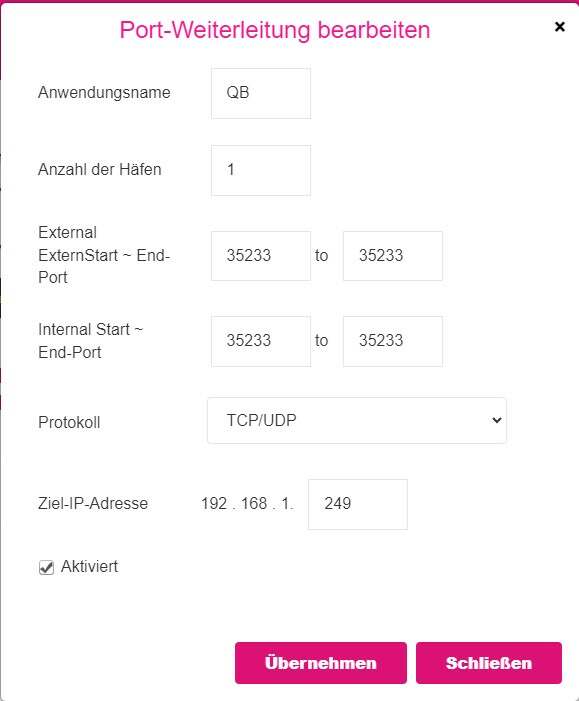 Port-Weiterleitung bearbeiten ×
Anwendungsname QB
Anzahl der Häfen 1
External
ExternStart ~ End-
Port
35233 to 35233
Internal Start ~
End-Port
35233 to 35233
Protokoll TCP/UDP
Ziel-IP-Adresse 192 . 168 . 1. 249
Aktiviert
Übernehmen Schließen